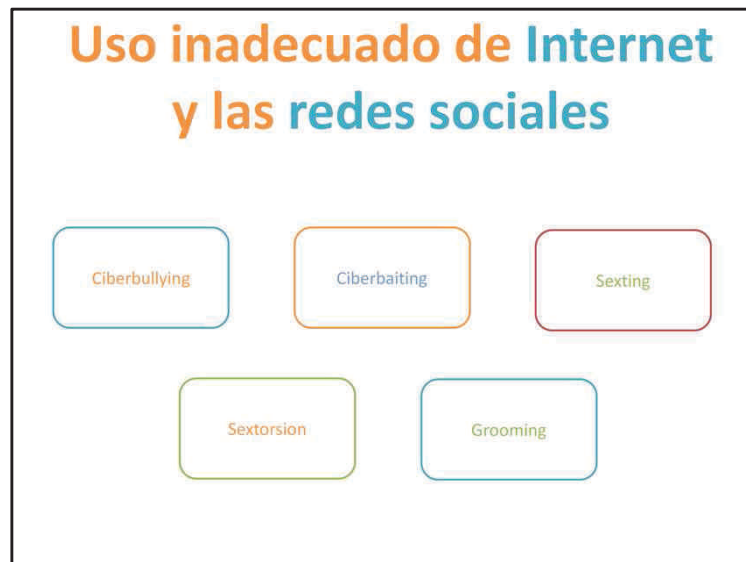 Uso inadecuado de Internet
y las redes sociales
Ciberbullying
Ciberbaiting
Sexting
Sextorsion
Grooming